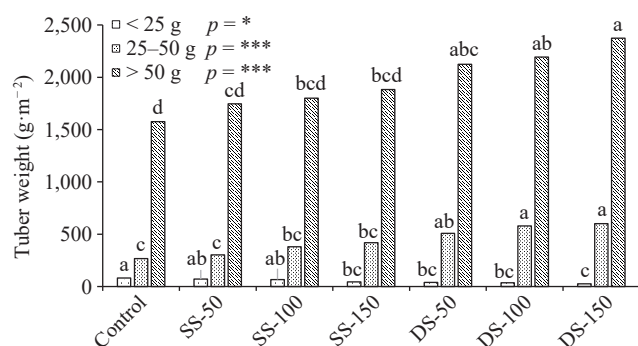 2,500
2,000
1,500
1,000
500
0
Tuber weight (g·m⁻²)
< 25 g p = *
25–50 g p = ***
> 50 g p = ***
a c d
ab c cd
ab bc bcd
bc bc bcd
bc ab abc
bc a ab
c a a
Control
SS-50
SS-100
SS-150
DS-50
DS-100
DS-150